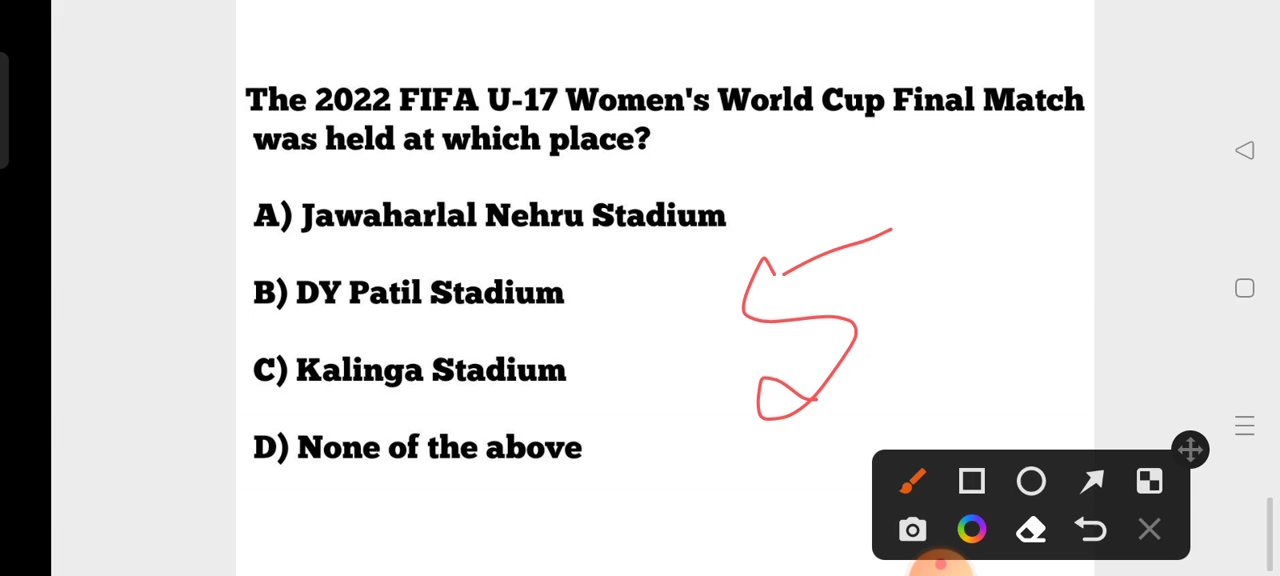 The 2022 FIFA U-17 Women's World Cup Final Match
was held at which place?
A) Jawaharlal Nehru Stadium
B) DY Patil Stadium
C) Kalinga Stadium
D) None of the above